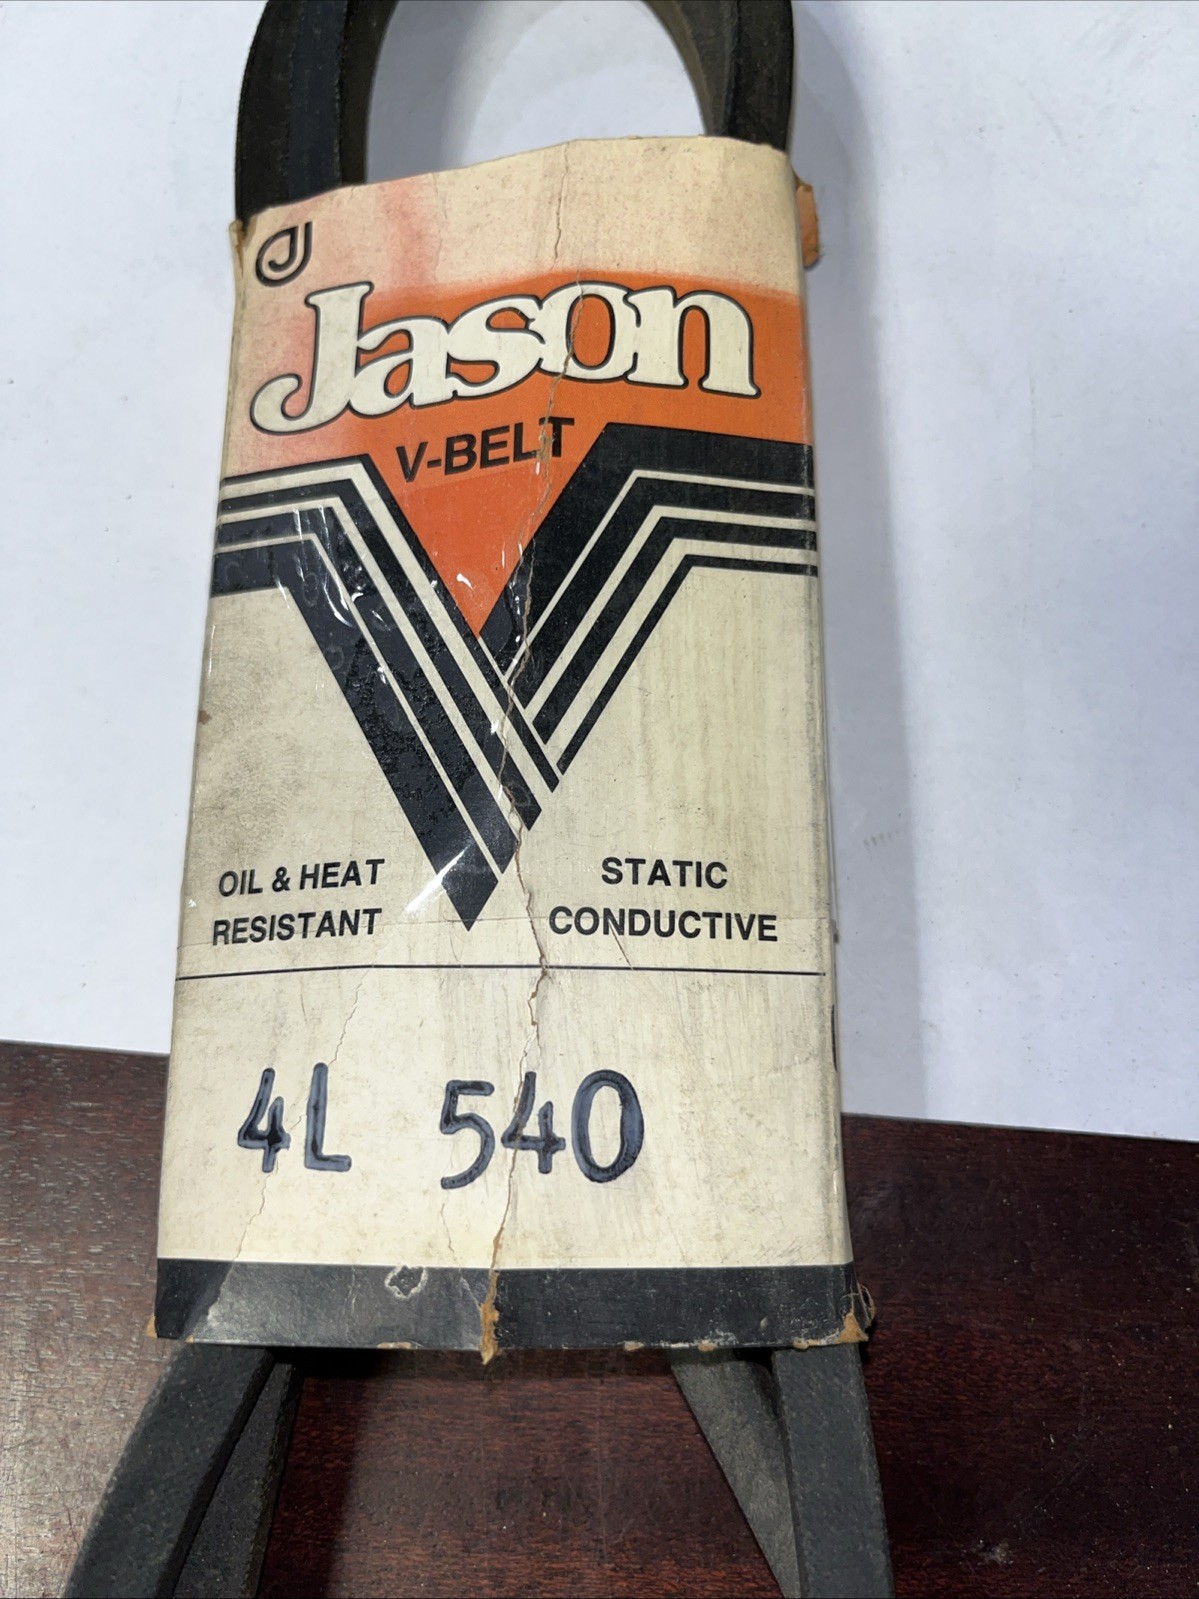 Jason
V-BELT
OIL & HEAT
RESISTANT
STATIC
CONDUCTIVE
4L 540